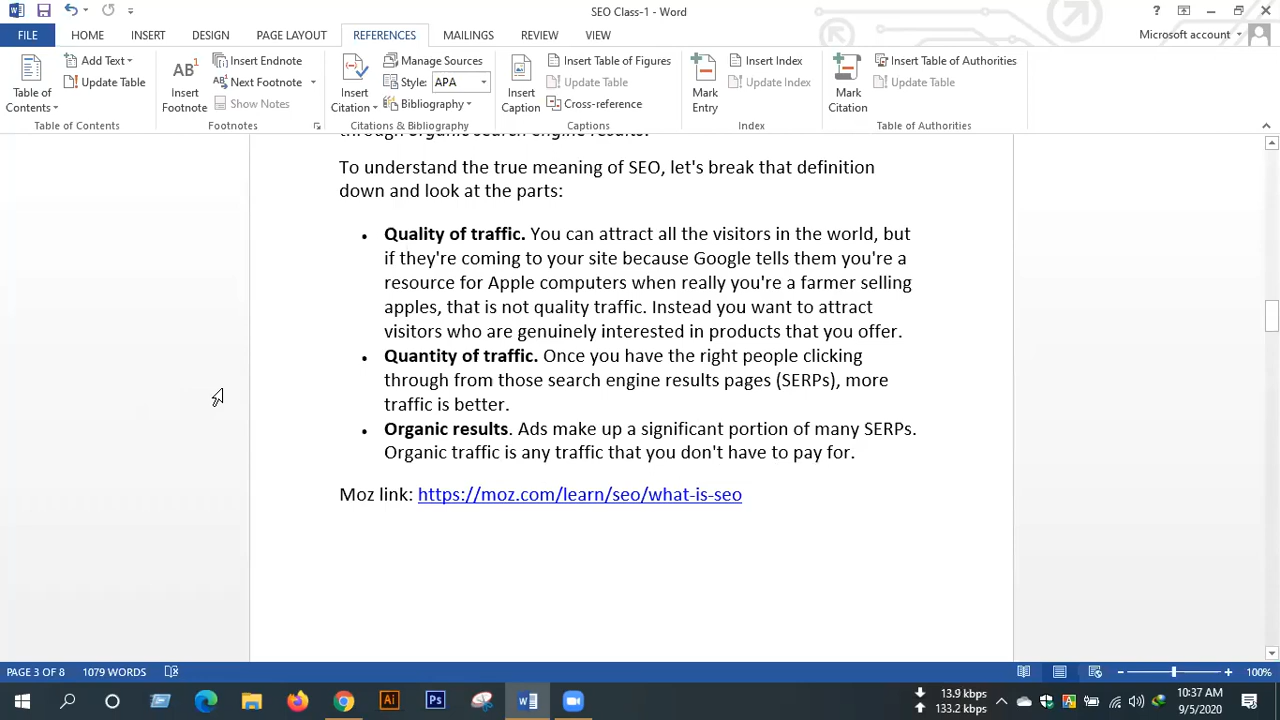 SEO Class-1 - Word
FILE HOME INSERT DESIGN PAGE LAYOUT REFERENCES MAILINGS REVIEW VIEW Microsoft account
Table of Contents
Add Text
Update Table
Table of Contents
AB¹ Insert Footnote
Insert Endnote
Next Footnote
Show Notes
Footnotes
Insert Citation
Manage Sources
Style: APA
Bibliography
Citations & Bibliography
Insert Caption
Insert Table of Figures
Update Table
Cross-reference
Captions
Mark Entry
Insert Index
Update Index
Index
Mark Citation
Insert Table of Authorities
Update Table
Table of Authorities
through organic search engine results.
To understand the true meaning of SEO, let's break that definition
down and look at the parts:
• Quality of traffic. You can attract all the visitors in the world, but
if they're coming to your site because Google tells them you're a
resource for Apple computers when really you're a farmer selling
apples, that is not quality traffic. Instead you want to attract
visitors who are genuinely interested in products that you offer.
• Quantity of traffic. Once you have the right people clicking
through from those search engine results pages (SERPs), more
traffic is better.
• Organic results. Ads make up a significant portion of many SERPs.
Organic traffic is any traffic that you don't have to pay for.
Moz link: https://moz.com/learn/seo/what-is-seo
PAGE 3 OF 8 1079 WORDS 100%
Ai Ps
13.9 kbps
133.2 kbps
10:37 AM
9/5/2020